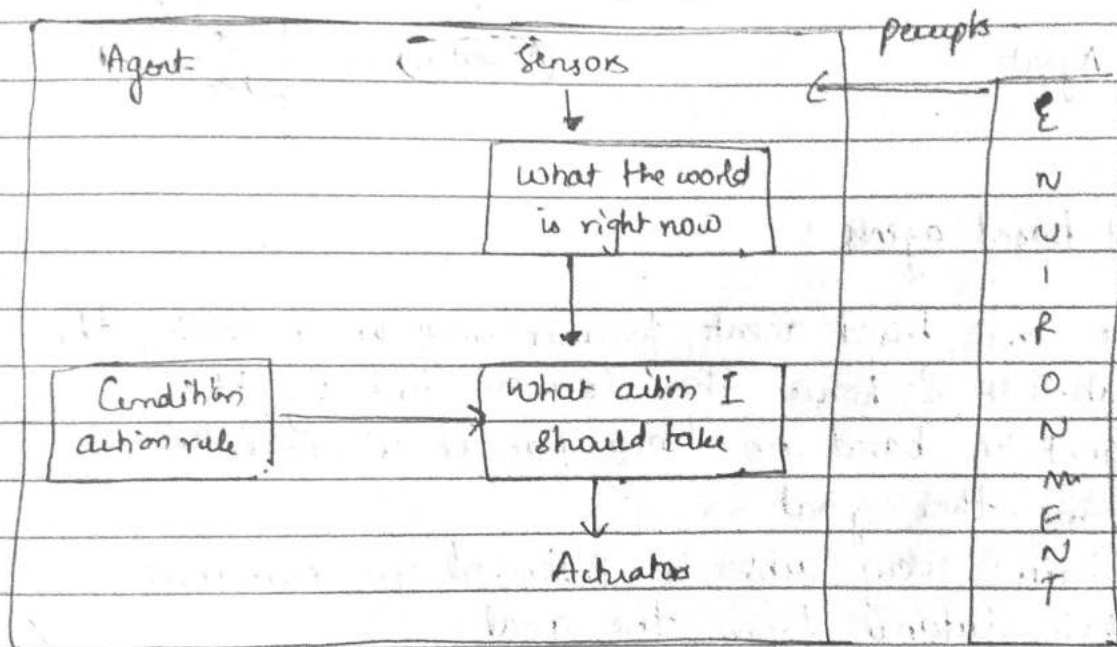 percepts
Agent
Sensors
What the world
is right now
Condition
action rule
What action I
should take
Actuators
E
N
V
I
R
O
N
M
E
N
T